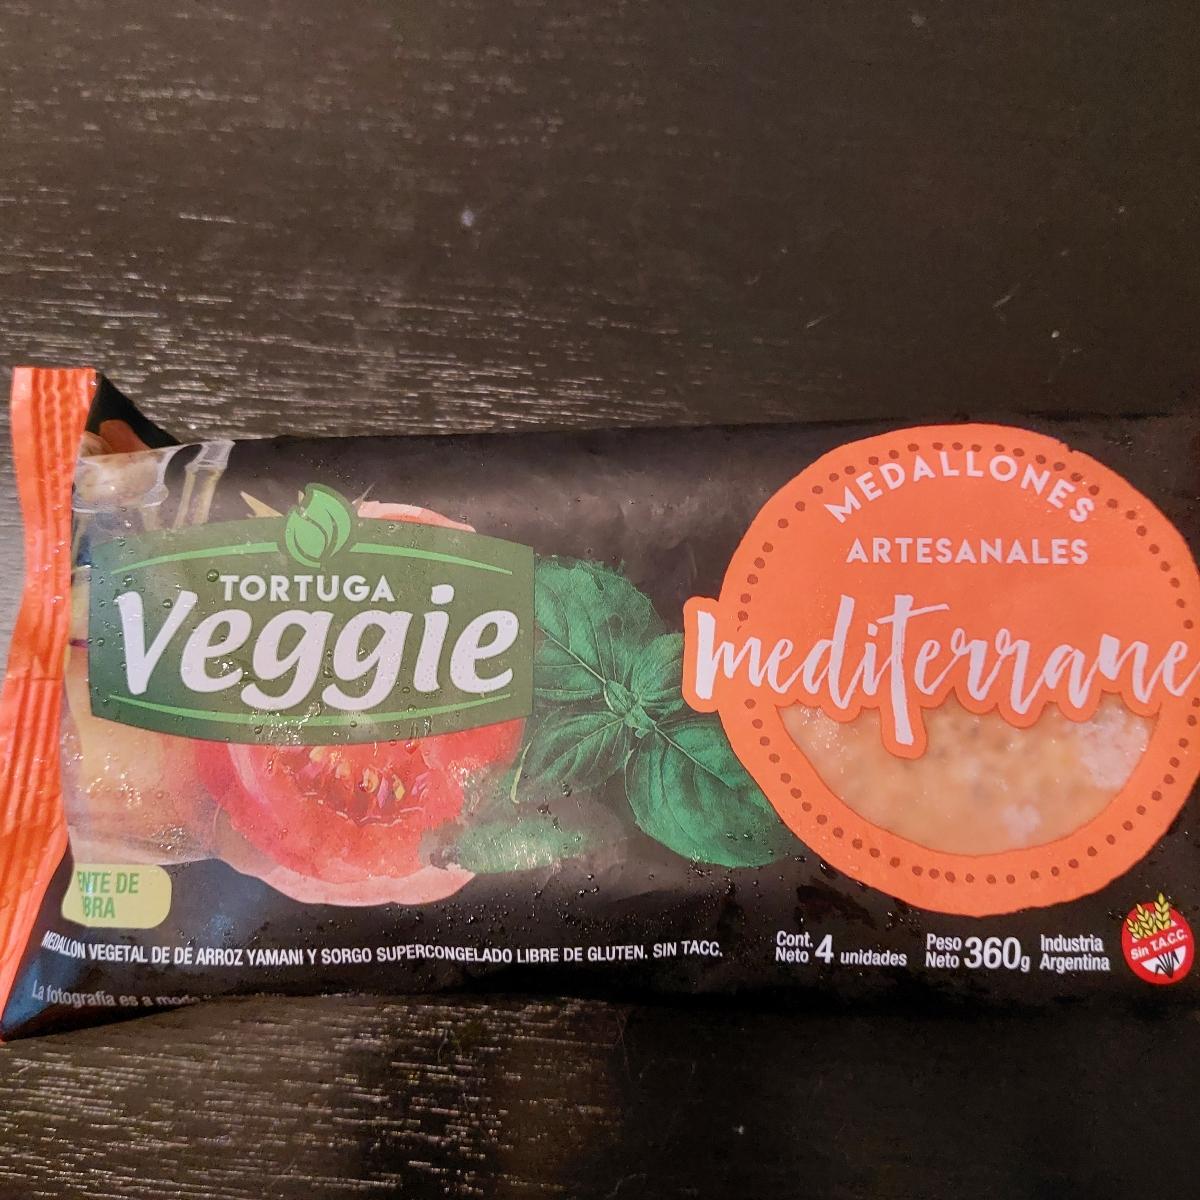 TORTUGA
Veggie
MEDALLONES
ARTESANALES
mediterrane
ENTE DE
BRA
MEDALLON VEGETAL DE DE ARROZ YAMANI Y SORGO SUPERCONGELADO LIBRE DE GLUTEN. SIN TACC.
La fotografía es a modo
Cont.
Neto 4 unidades
Peso
Neto 360g
Industria
Argentina
Sin T.A.C.C.